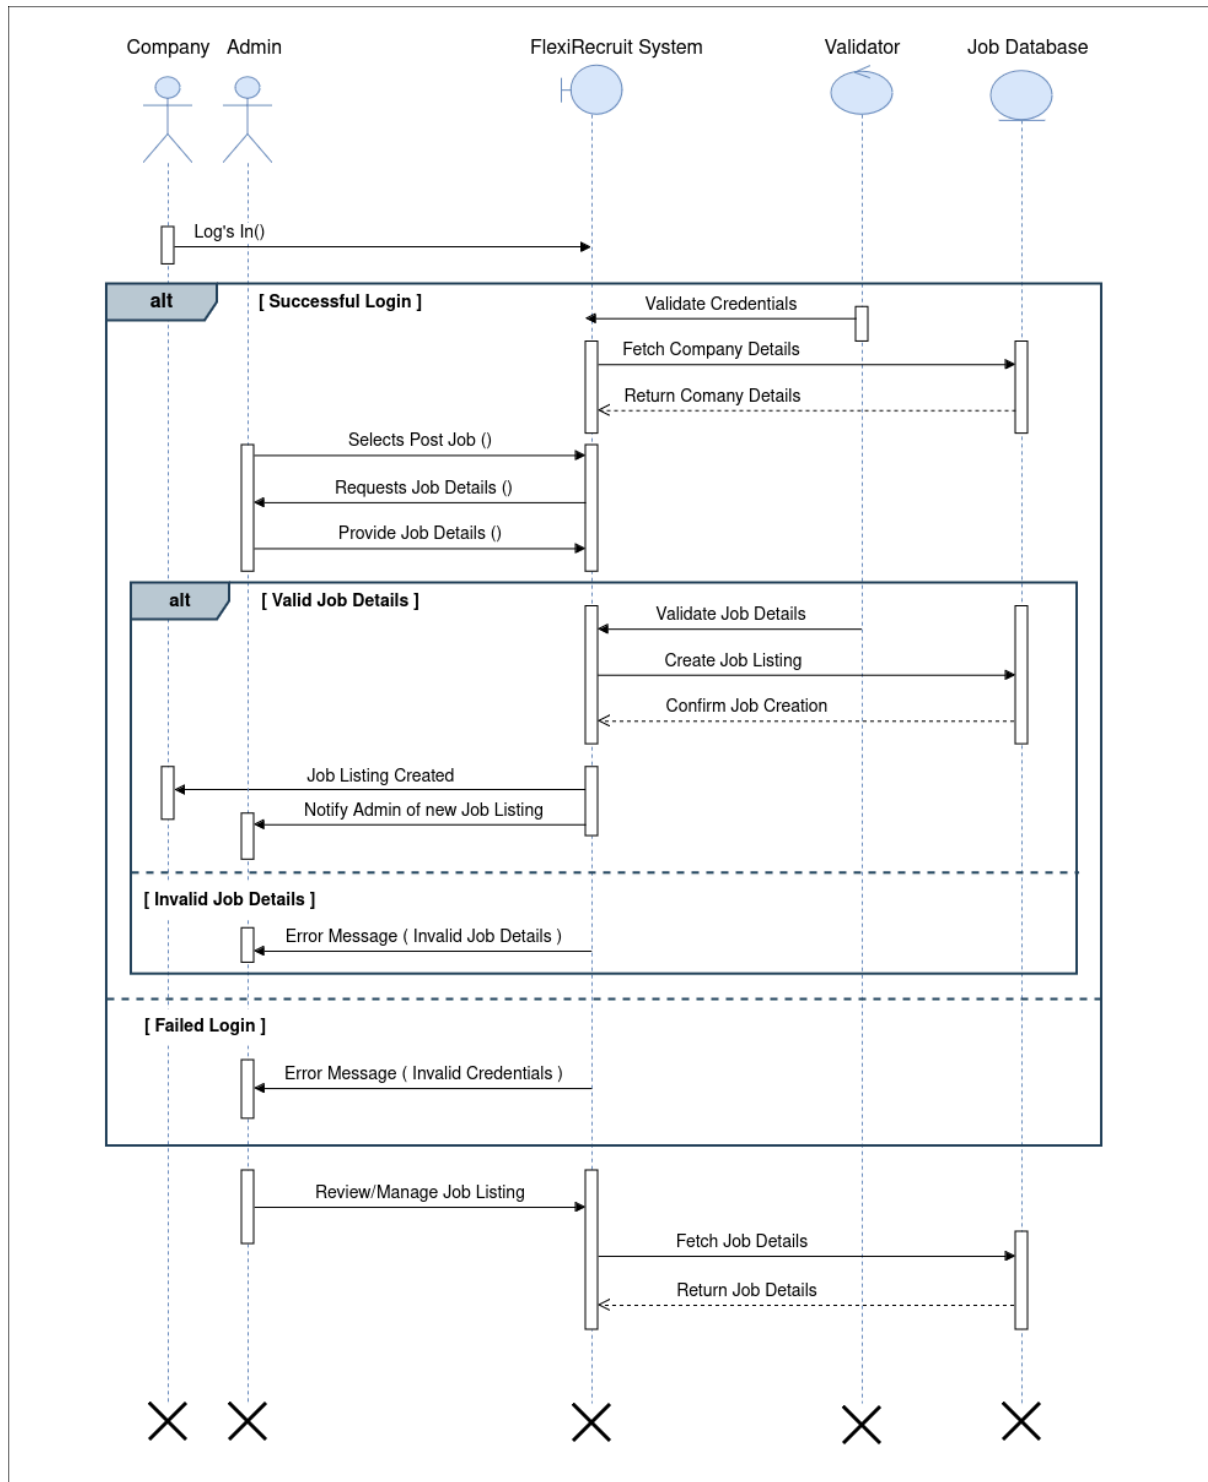 Company Admin FlexiRecruit System Validator Job Database
Log's In()
alt [ Successful Login ]
Validate Credentials
Fetch Company Details
Return Comany Details
Selects Post Job ()
Requests Job Details ()
Provide Job Details ()
alt [ Valid Job Details ]
Validate Job Details
Create Job Listing
Confirm Job Creation
Job Listing Created
Notify Admin of new Job Listing
[ Invalid Job Details ]
Error Message ( Invalid Job Details )
[ Failed Login ]
Error Message ( Invalid Credentials )
Review/Manage Job Listing
Fetch Job Details
Return Job Details